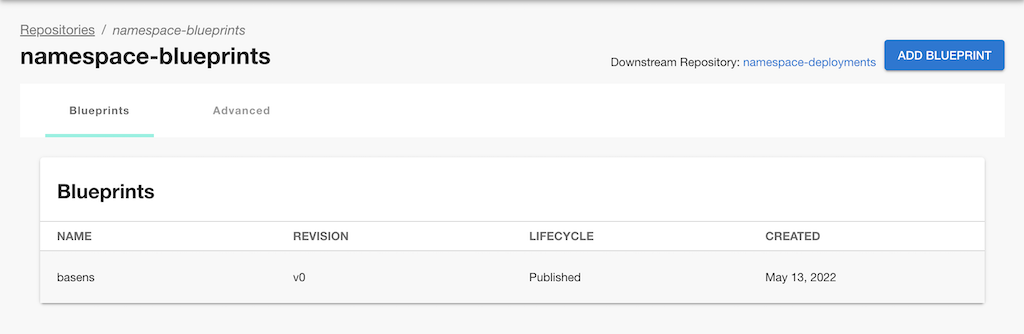 Repositories / namespace-blueprints
namespace-blueprints
Downstream Repository: namespace-deployments
ADD BLUEPRINT
Blueprints Advanced
Blueprints
NAME REVISION LIFECYCLE CREATED
basens v0 Published May 13, 2022